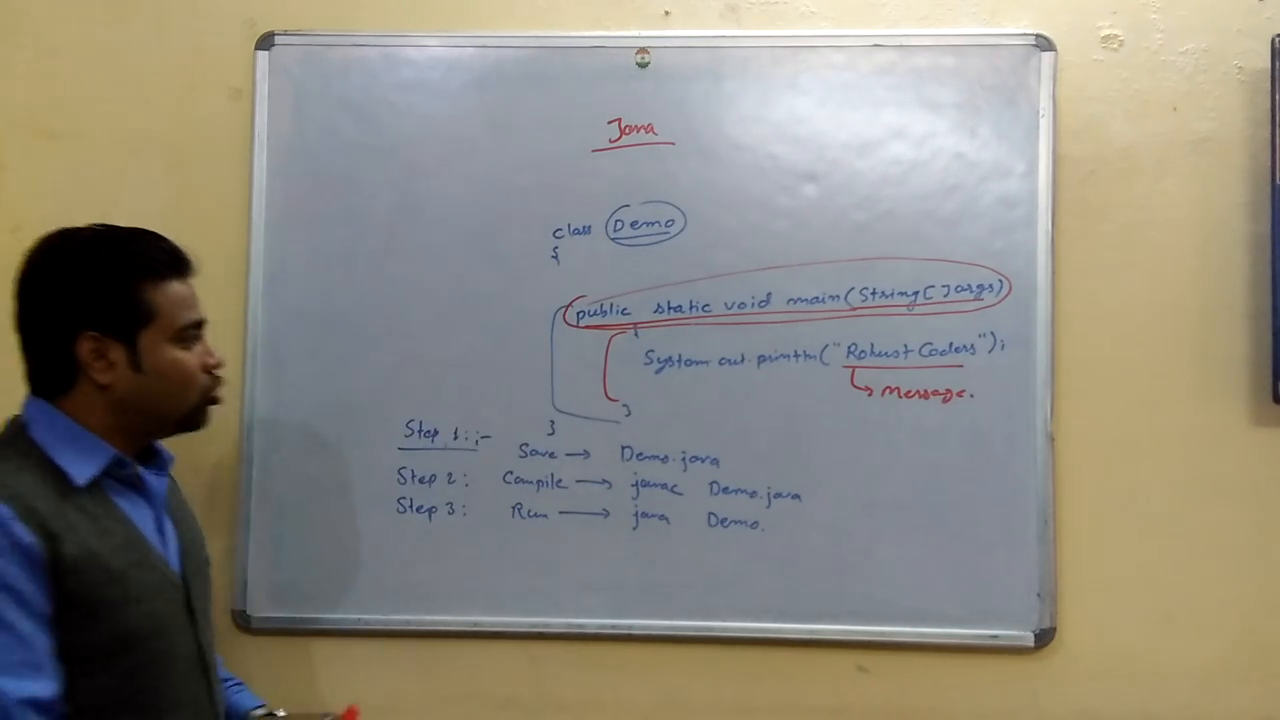 Java
class Demo
{
public static void main(String[]args)
{
System.out.println("Robust Coders");
Message.
}
}
Step 1:;-
Save → Demo.java
Step 2: Compile → javac Demo.java
Step 3: Run → java Demo.